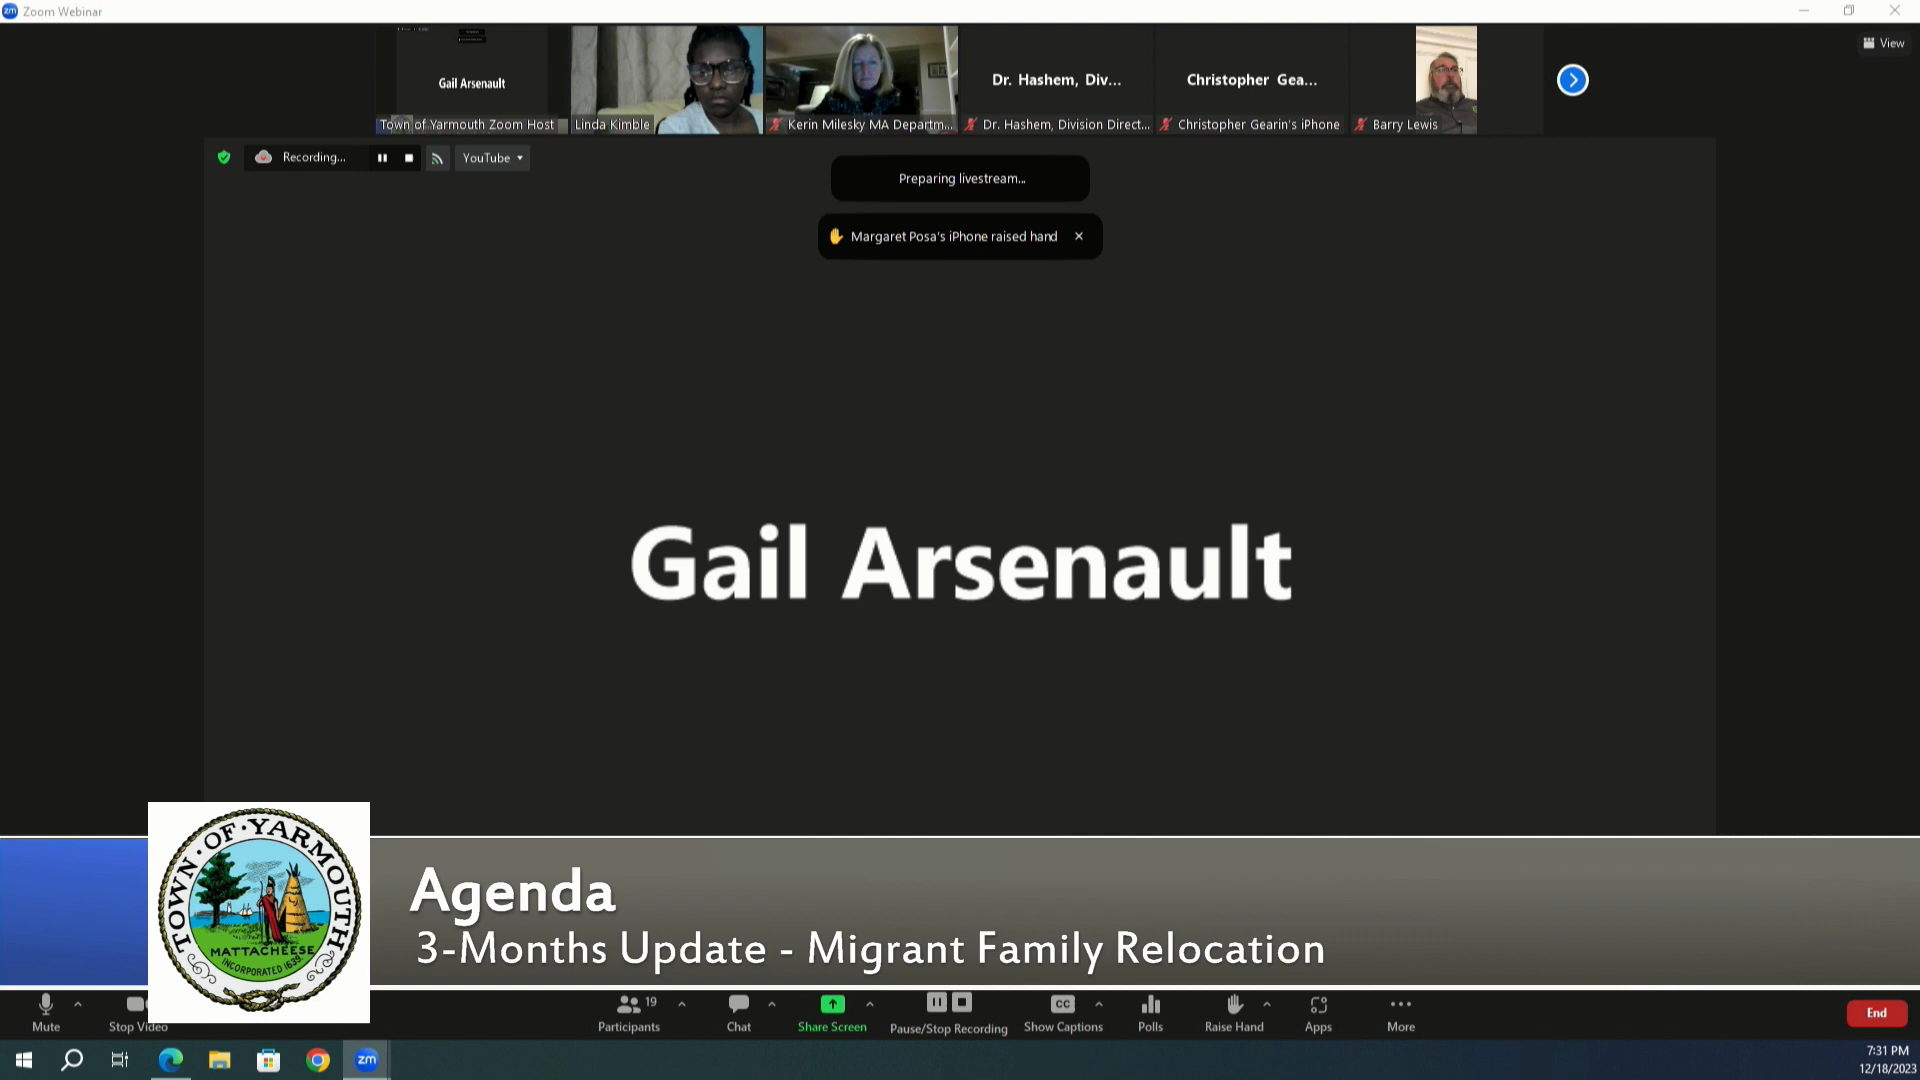 Zoom Webinar
View
Gail Arsenault
Town of Yarmouth Zoom Host
Linda Kimble
Kerin Milesky MA Departm...
Dr. Hashem, Div...
Dr. Hashem, Division Direct...
Christopher Gea...
Christopher Gearin's iPhone
Barry Lewis
Recording...
YouTube
Preparing livestream...
Margaret Posa's iPhone raised hand
Gail Arsenault
TOWN · OF · YARMOUTH
MATTACHEESE
INCORPORATED 1639
Agenda
3-Months Update - Migrant Family Relocation
Mute
Stop Video
19
Participants
Chat
Share Screen
Pause/Stop Recording
CC
Show Captions
Polls
Raise Hand
Apps
More
End
zm
7:31 PM
12/18/2023